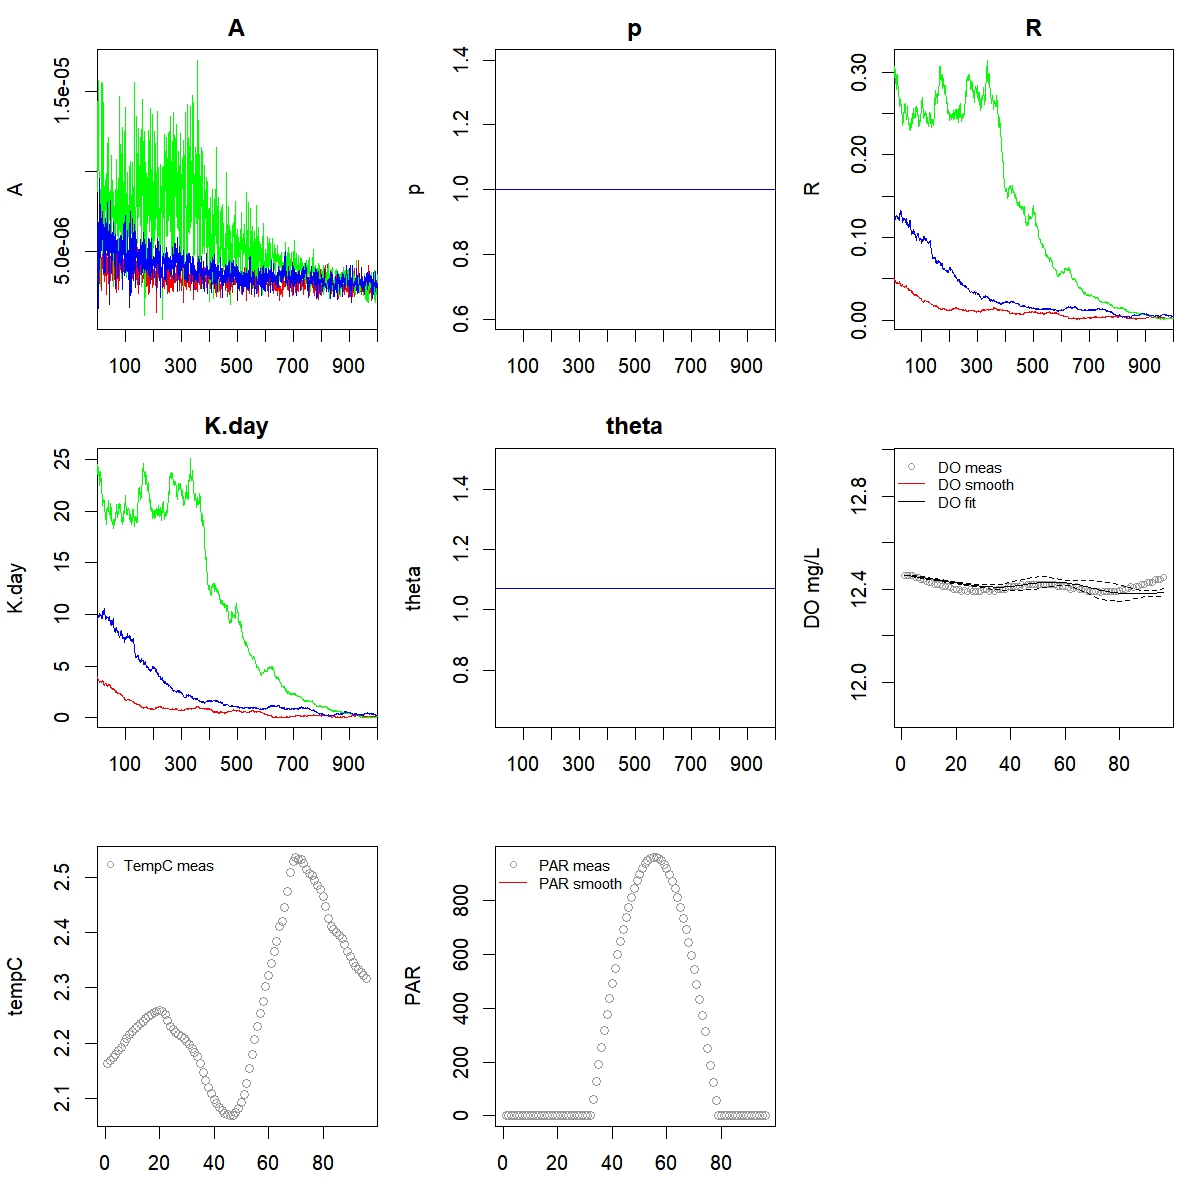 A
A
1.5e-05
5.0e-06
100 300 500 700 900
p
p
1.4
1.2
1.0
0.8
0.6
100 300 500 700 900
R
R
0.30
0.20
0.10
0.00
100 300 500 700 900
K.day
K.day
25
20
15
10
5
0
100 300 500 700 900
theta
theta
1.4
1.2
1.0
0.8
100 300 500 700 900
DO meas
DO smooth
DO fit
DO mg/L
12.8
12.4
12.0
0 20 40 60 80
TempC meas
tempC
2.5
2.4
2.3
2.2
2.1
0 20 40 60 80
PAR meas
PAR smooth
PAR
800
600
400
200
0
0 20 40 60 80